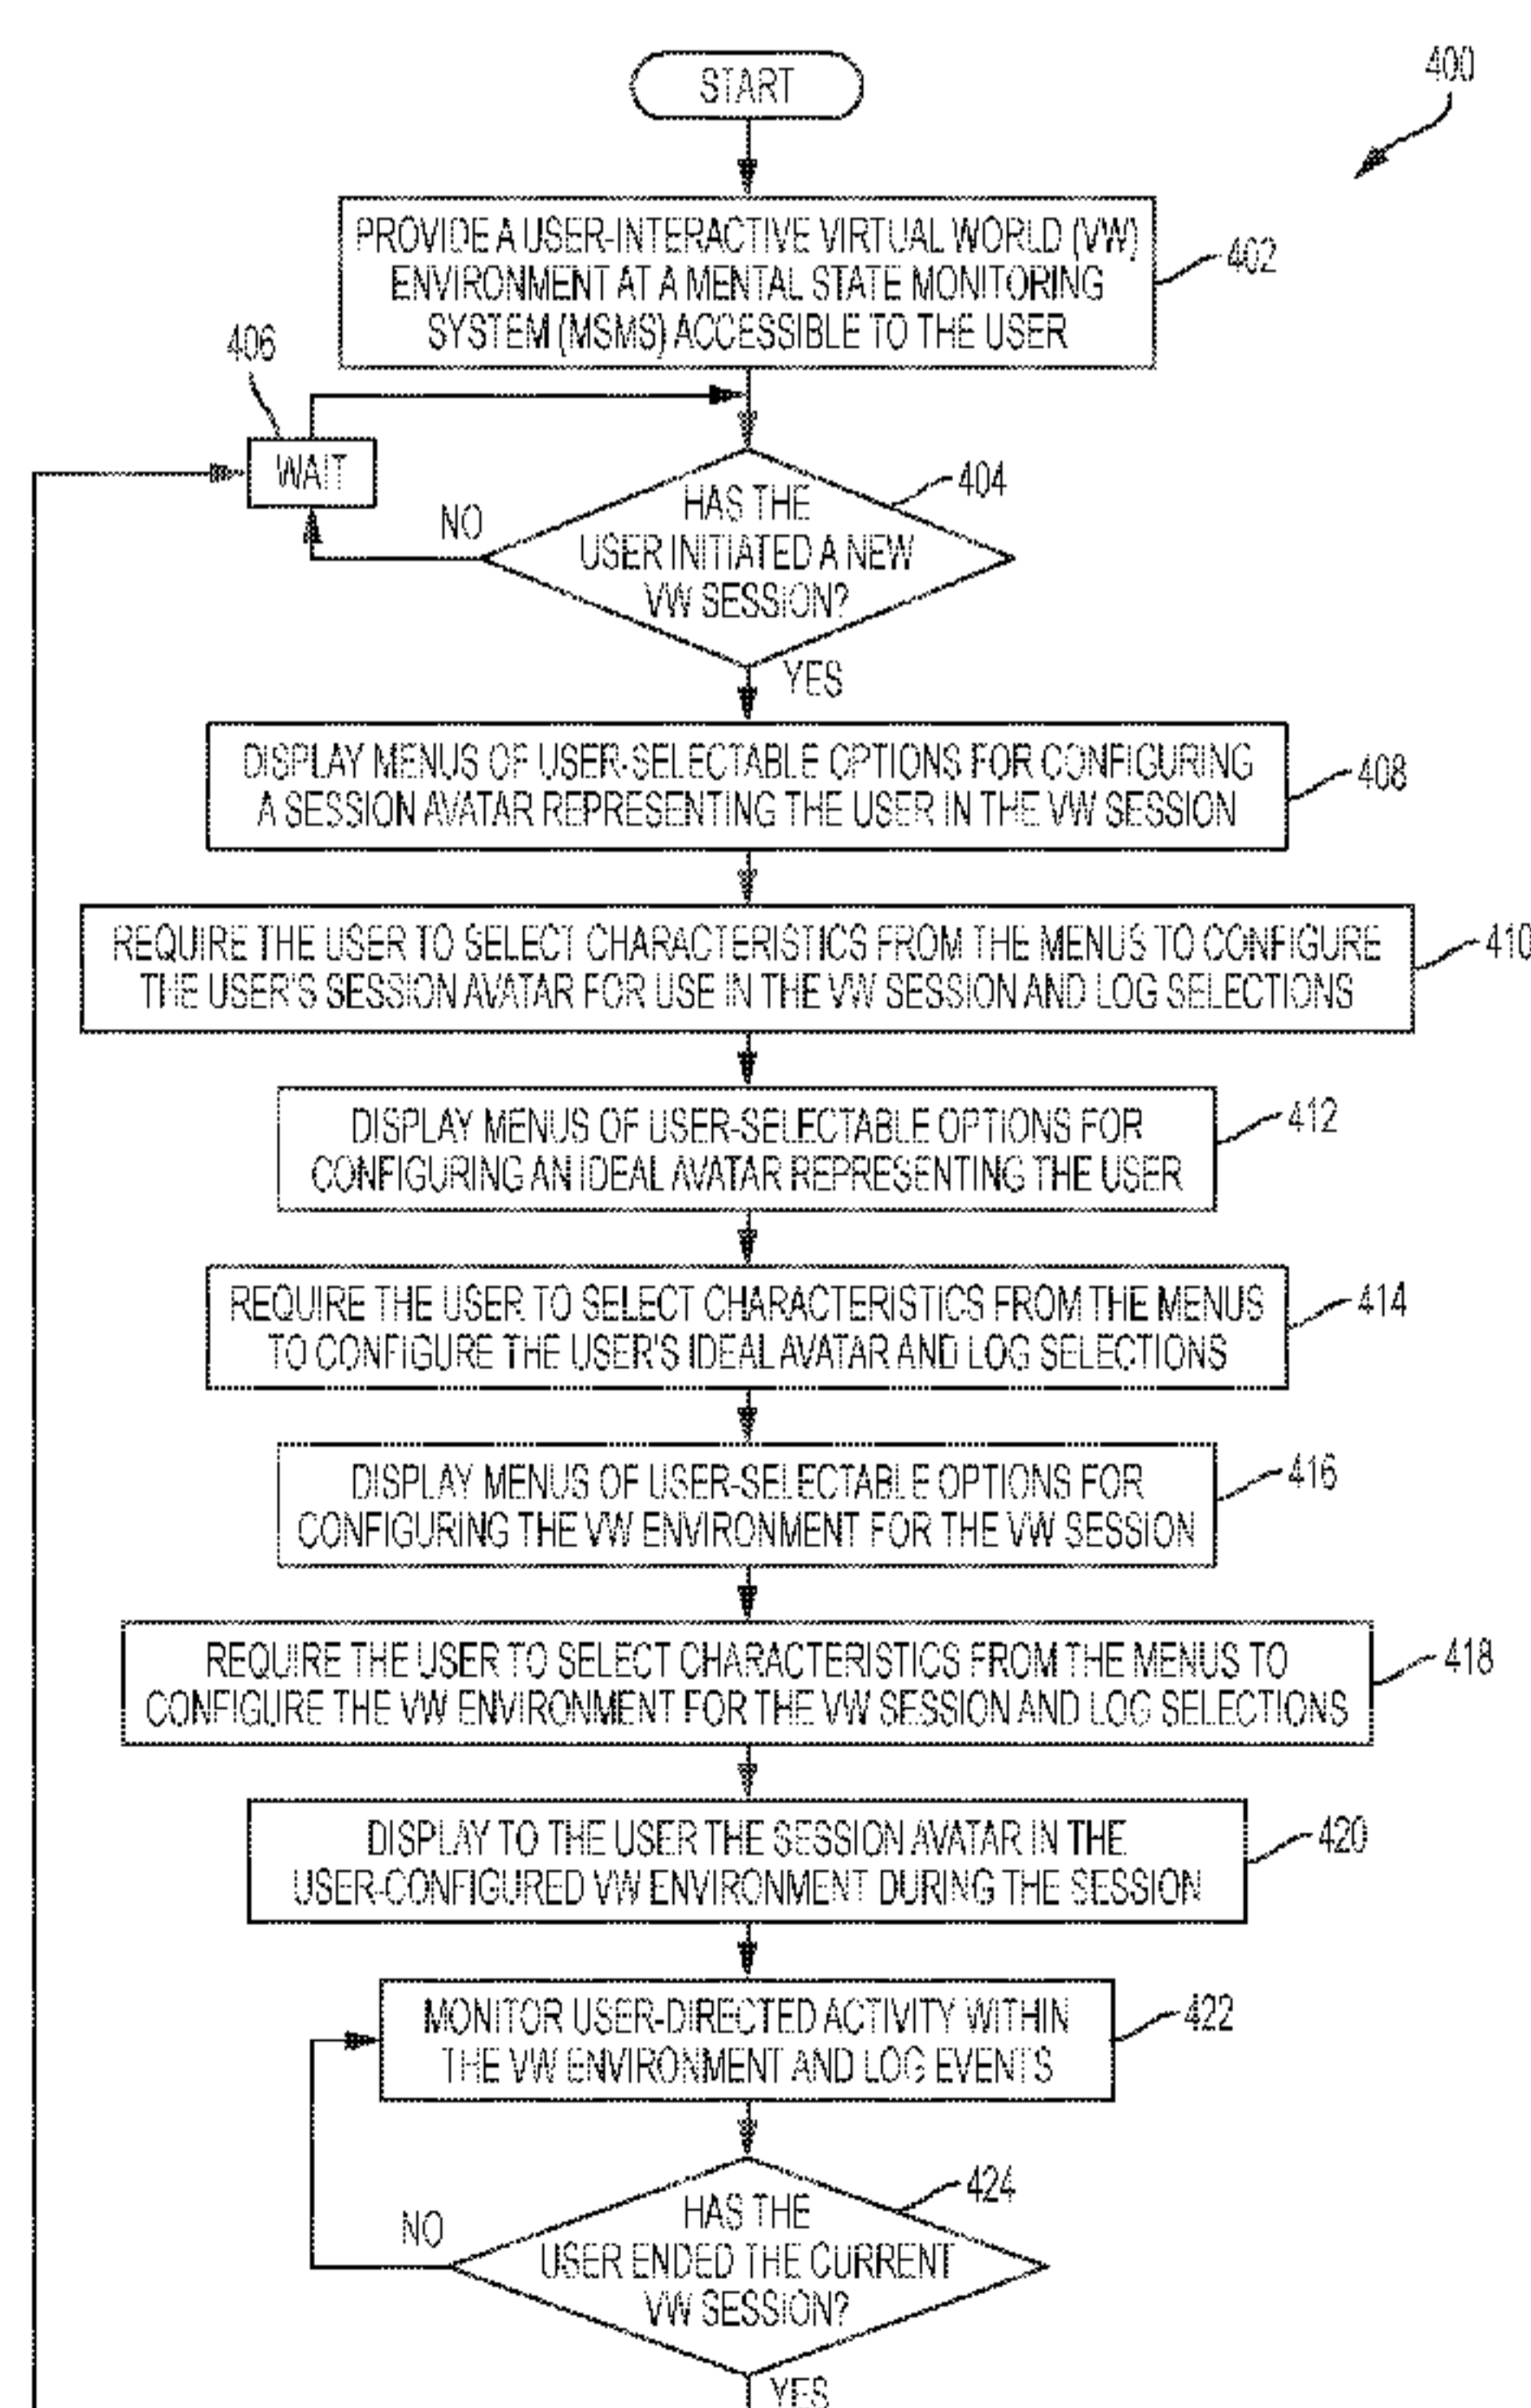 START
400
PROVIDE A USER-INTERACTIVE VIRTUAL WORLD (VW)
ENVIRONMENT AT A MENTAL STATE MONITORING
SYSTEM (MSMS) ACCESSIBLE TO THE USER
402
406
WAIT
NO
HAS THE
USER INITIATED A NEW
VW SESSION?
404
YES
DISPLAY MENUS OF USER-SELECTABLE OPTIONS FOR CONFIGURING
A SESSION AVATAR REPRESENTING THE USER IN THE VW SESSION
408
REQUIRE THE USER TO SELECT CHARACTERISTICS FROM THE MENUS TO CONFIGURE
THE USER'S SESSION AVATAR FOR USE IN THE VW SESSION AND LOG SELECTIONS
410
DISPLAY MENUS OF USER-SELECTABLE OPTIONS FOR
CONFIGURING AN IDEAL AVATAR REPRESENTING THE USER
412
REQUIRE THE USER TO SELECT CHARACTERISTICS FROM THE MENUS
TO CONFIGURE THE USER'S IDEAL AVATAR AND LOG SELECTIONS
414
DISPLAY MENUS OF USER-SELECTABLE OPTIONS FOR
CONFIGURING THE VW ENVIRONMENT FOR THE VW SESSION
416
REQUIRE THE USER TO SELECT CHARACTERISTICS FROM THE MENUS TO
CONFIGURE THE VW ENVIRONMENT FOR THE VW SESSION AND LOG SELECTIONS
418
DISPLAY TO THE USER THE SESSION AVATAR IN THE
USER-CONFIGURED VW ENVIRONMENT DURING THE SESSION
420
MONITOR USER-DIRECTED ACTIVITY WITHIN
THE VW ENVIRONMENT AND LOG EVENTS
422
NO
HAS THE
USER ENDED THE CURRENT
VW SESSION?
424
YES